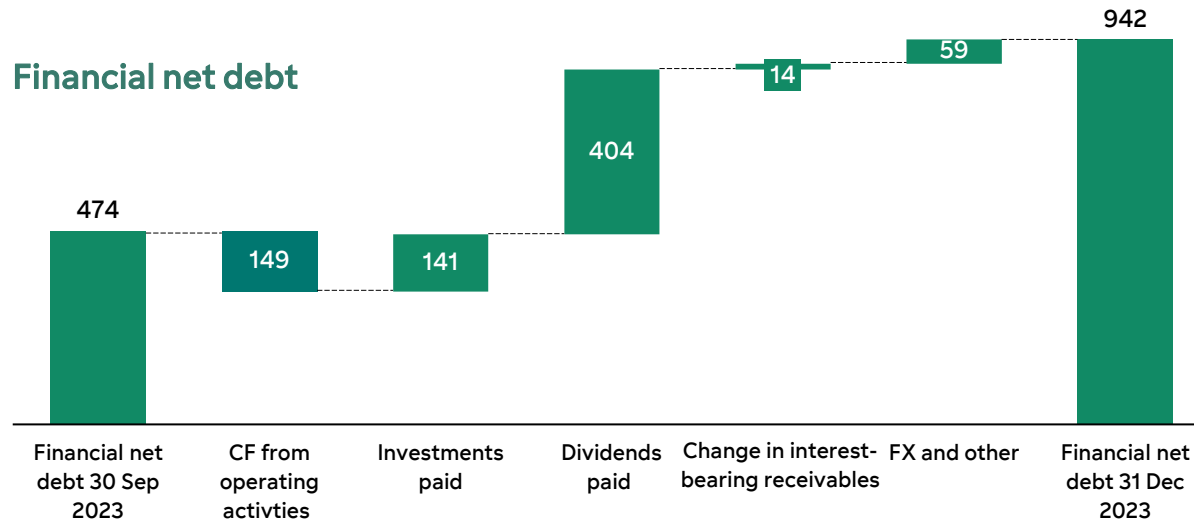 942
59
Financial net debt
14
404
474
149
141
Financial net
debt 30 Sep
2023
CF from
operating
activties
Investments
paid
Dividends
paid
Change in interest-
bearing receivables
FX and other
Financial net
debt 31 Dec
2023